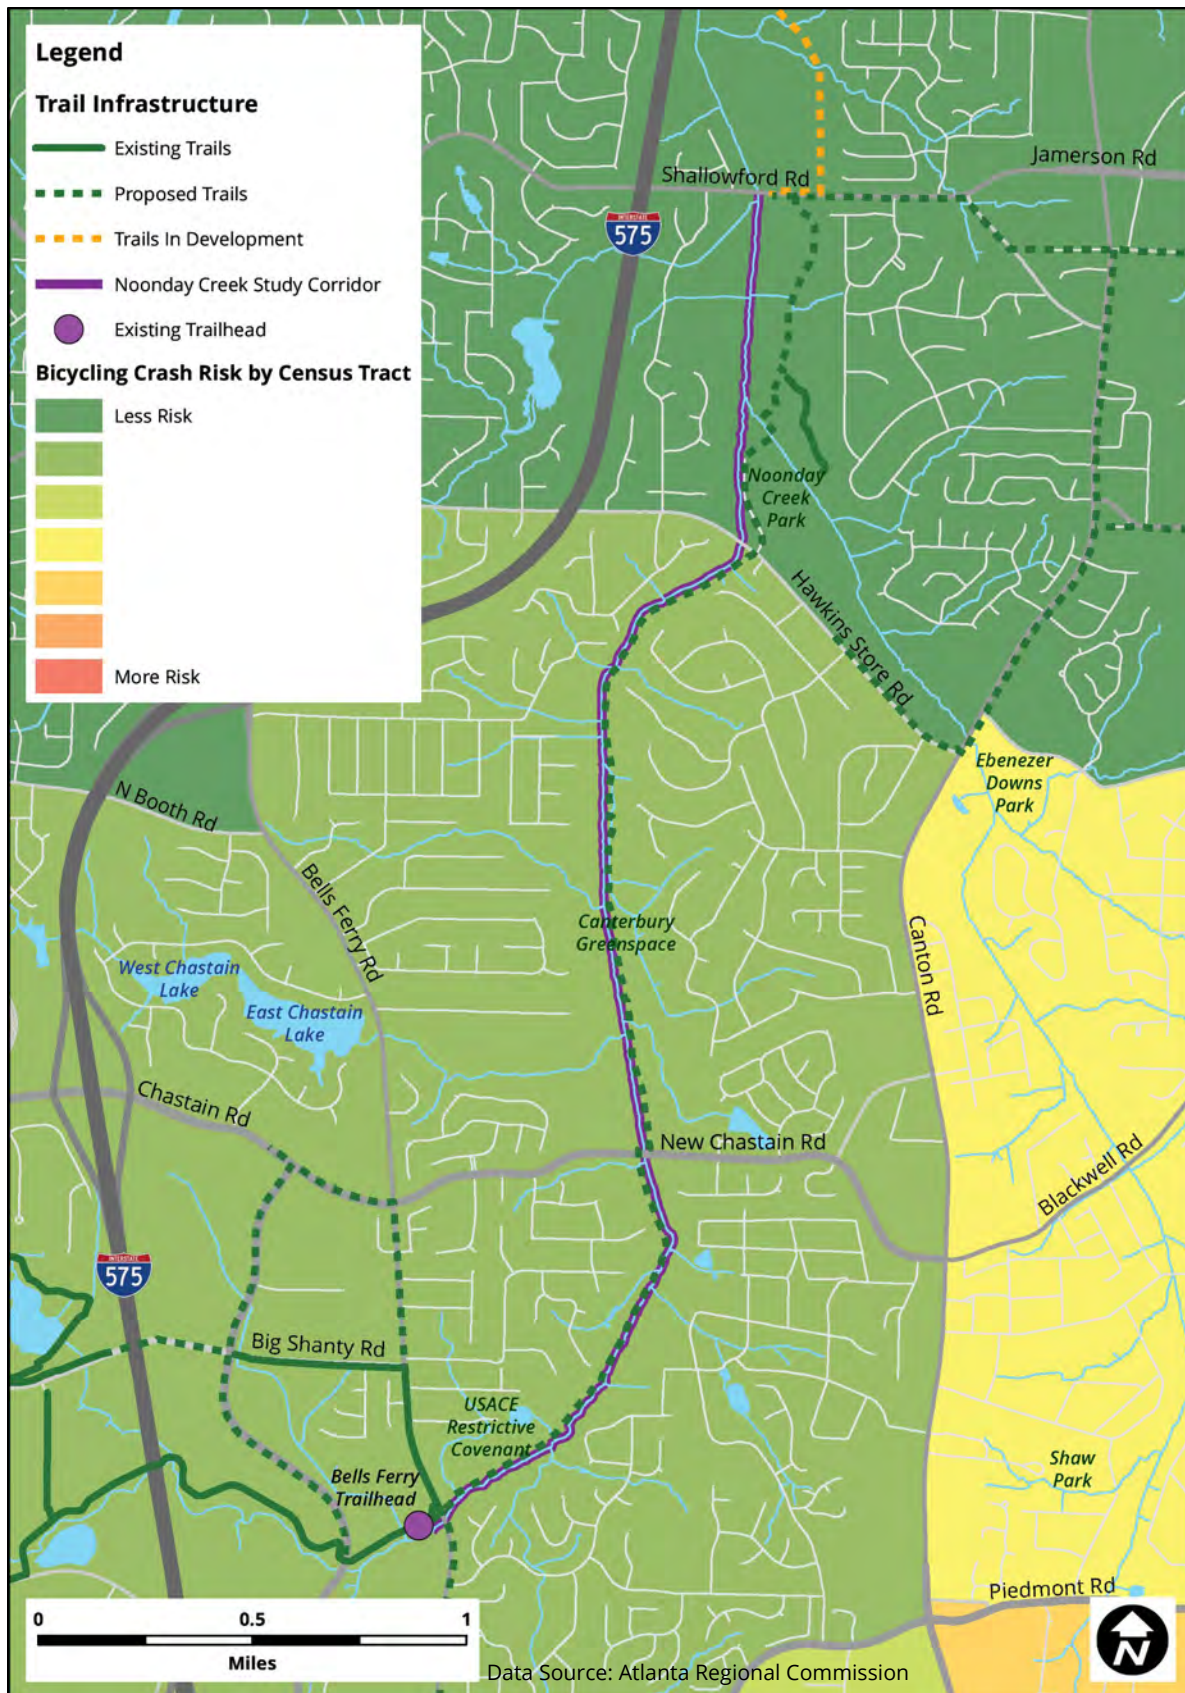 Legend
Trail Infrastructure
Existing Trails
Proposed Trails
Trails In Development
Noonday Creek Study Corridor
Existing Trailhead
Bicycling Crash Risk by Census Tract
Less Risk
More Risk
Shallowford Rd
Jamerson Rd
INTERSTATE
575
Noonday
Creek
Park
Hawkins Store Rd
Ebenezer
Downs
Park
N Booth Rd
Bells Ferry Rd
Canterbury
Greenspace
Canton Rd
West Chastain
Lake
East Chastain
Lake
Chastain Rd
New Chastain Rd
Blackwell Rd
INTERSTATE
575
Big Shanty Rd
USACE
Restrictive
Covenant
Bells Ferry
Trailhead
Shaw
Park
Piedmont Rd
0 0.5 1
Miles
N
Data Source: Atlanta Regional Commission